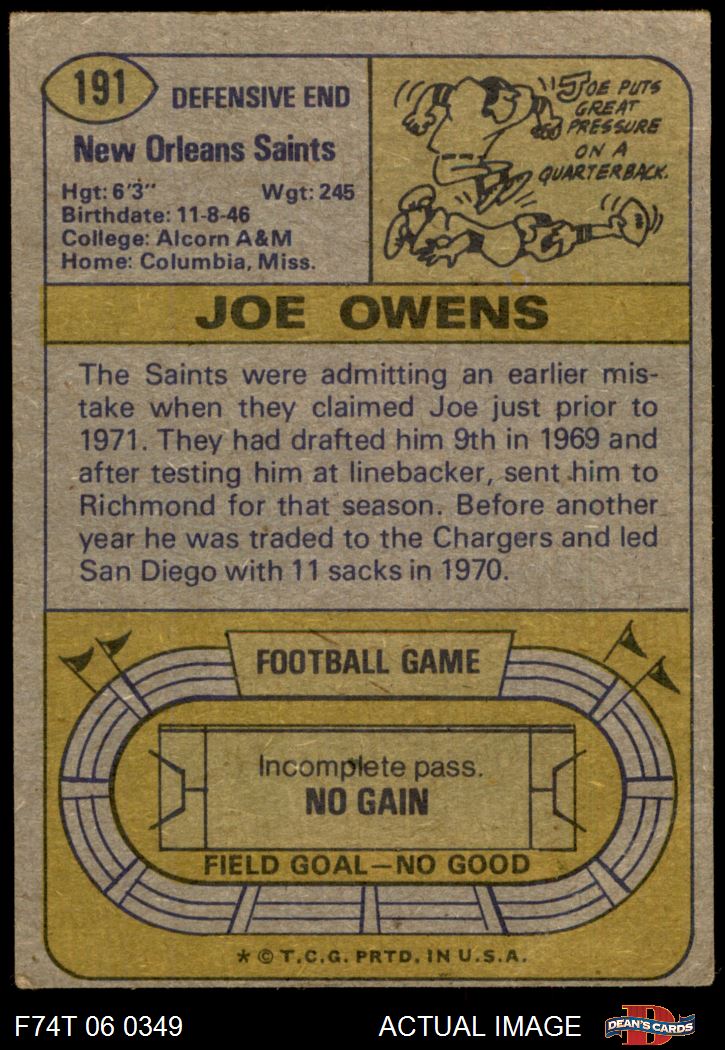 191
DEFENSIVE END
New Orleans Saints
Hgt: 6'3"   Wgt: 245
Birthdate: 11-8-46
College: Alcorn A&M
Home: Columbia, Miss.
JOE PUTS
GREAT
PRESSURE
ON A
QUARTERBACK.
JOE OWENS
The Saints were admitting an earlier mis-
take when they claimed Joe just prior to
1971. They had drafted him 9th in 1969 and
after testing him at linebacker, sent him to
Richmond for that season. Before another
year he was traded to the Chargers and led
San Diego with 11 sacks in 1970.
FOOTBALL GAME
Incomplete pass.
NO GAIN
FIELD GOAL—NO GOOD
* © T.C.G. PRTD. IN U.S.A.
F74T 06 0349
ACTUAL IMAGE
D
DEAN'S CARDS